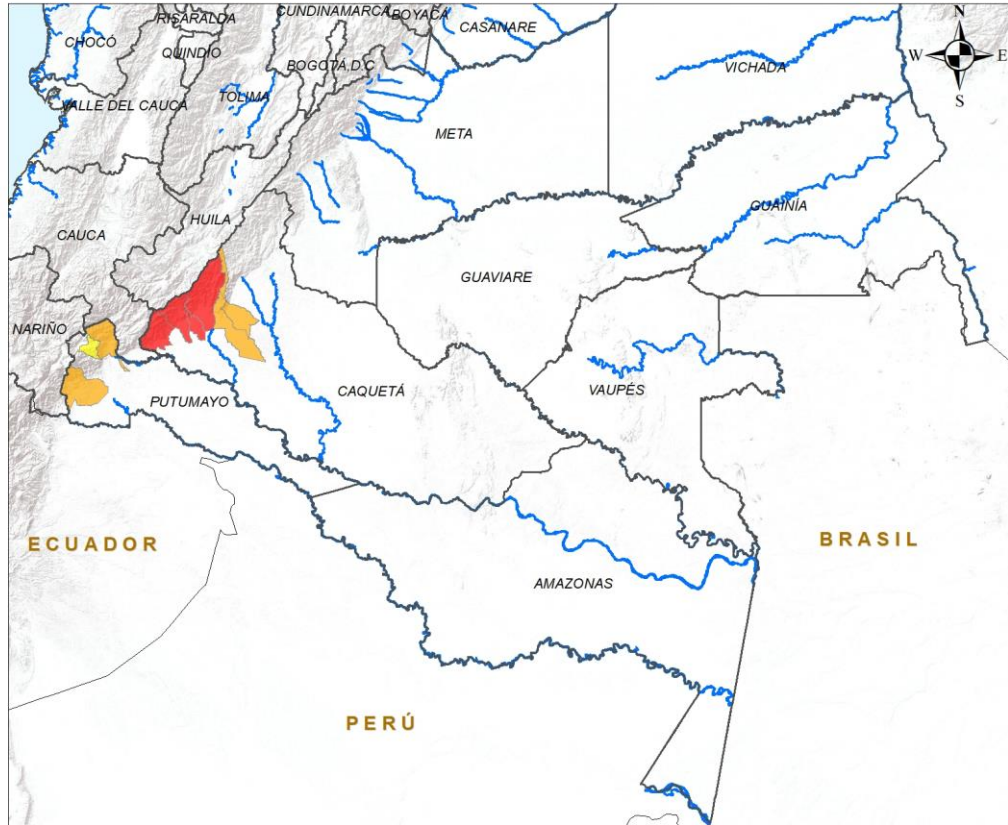 RISARALDA
CUNDINAMARCA
BOYACÁ
CASANARE
N
CHOCÓ
QUINDÍO
BOGOTÁ D.C
W
E
VICHADA
S
VALLE DEL CAUCA
TOLIMA
META
GUAINÍA
HUILA
CAUCA
GUAVIARE
NARIÑO
CAQUETÁ
VAUPÉS
PUTUMAYO
ECUADOR
BRASIL
AMAZONAS
PERÚ